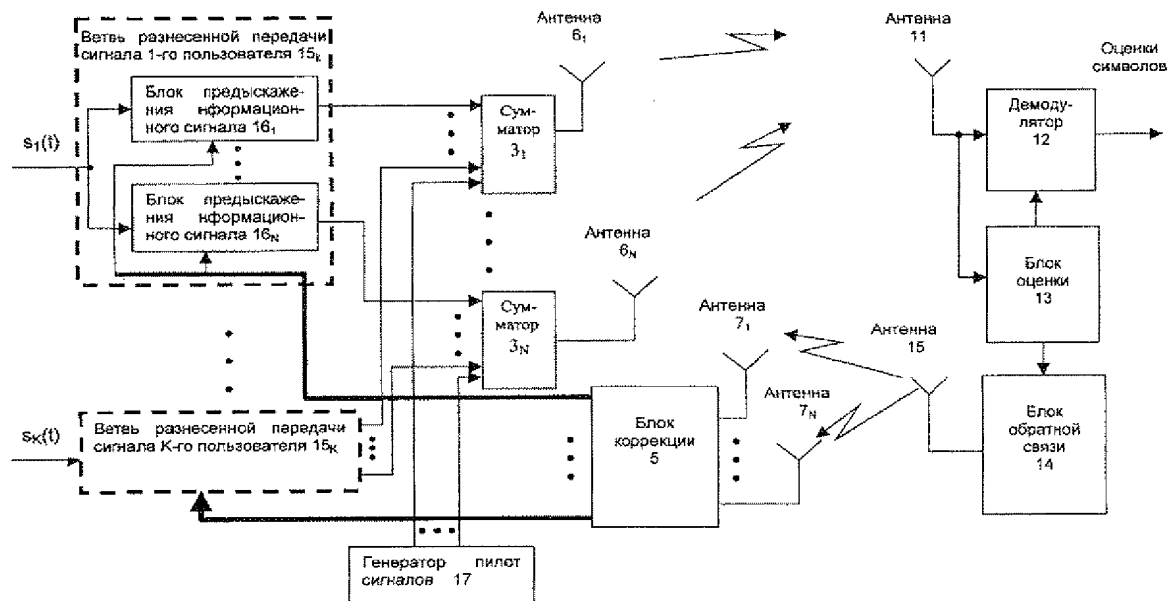 Ветвь разнесенной передачи
сигнала 1-го пользователя 15k
Блок предыскаже-
ния нформацион-
ного сигнала 16₁
s₁(t)
Блок предыскаже-
ния нформацион-
ного сигнала 16N
Сум-
матор
3₁
Антенна
6₁
Антенна
11
Оценки
символов
Демоду-
лятор
12
Антенна
6N
Блок
оценки
13
Сум-
матор
3N
Антенна
7₁
Антенна
15
Антенна
7N
Блок
коррекции
5
Блок
обратной
связи
14
sK(t)
Ветвь разнесенной передачи
сигнала K-го пользователя 15K
Генератор пилот
сигналов 17